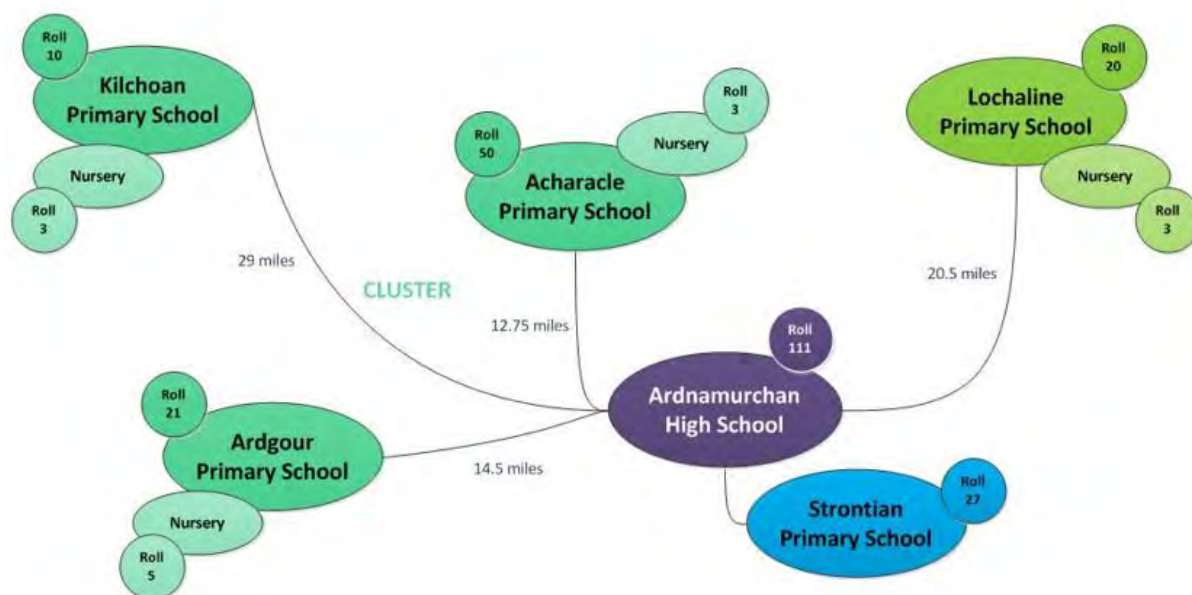 Roll
10
Kilchoan
Primary School
Nursery
Roll
3
Roll
50
Acharacle
Primary School
Nursery
Roll
3
Roll
20
Lochaline
Primary School
Nursery
Roll
3
29 miles
CLUSTER
12.75 miles
20.5 miles
Roll
111
Ardnamurchan
High School
Roll
21
Ardgour
Primary School
Nursery
Roll
5
14.5 miles
Roll
27
Strontian
Primary School